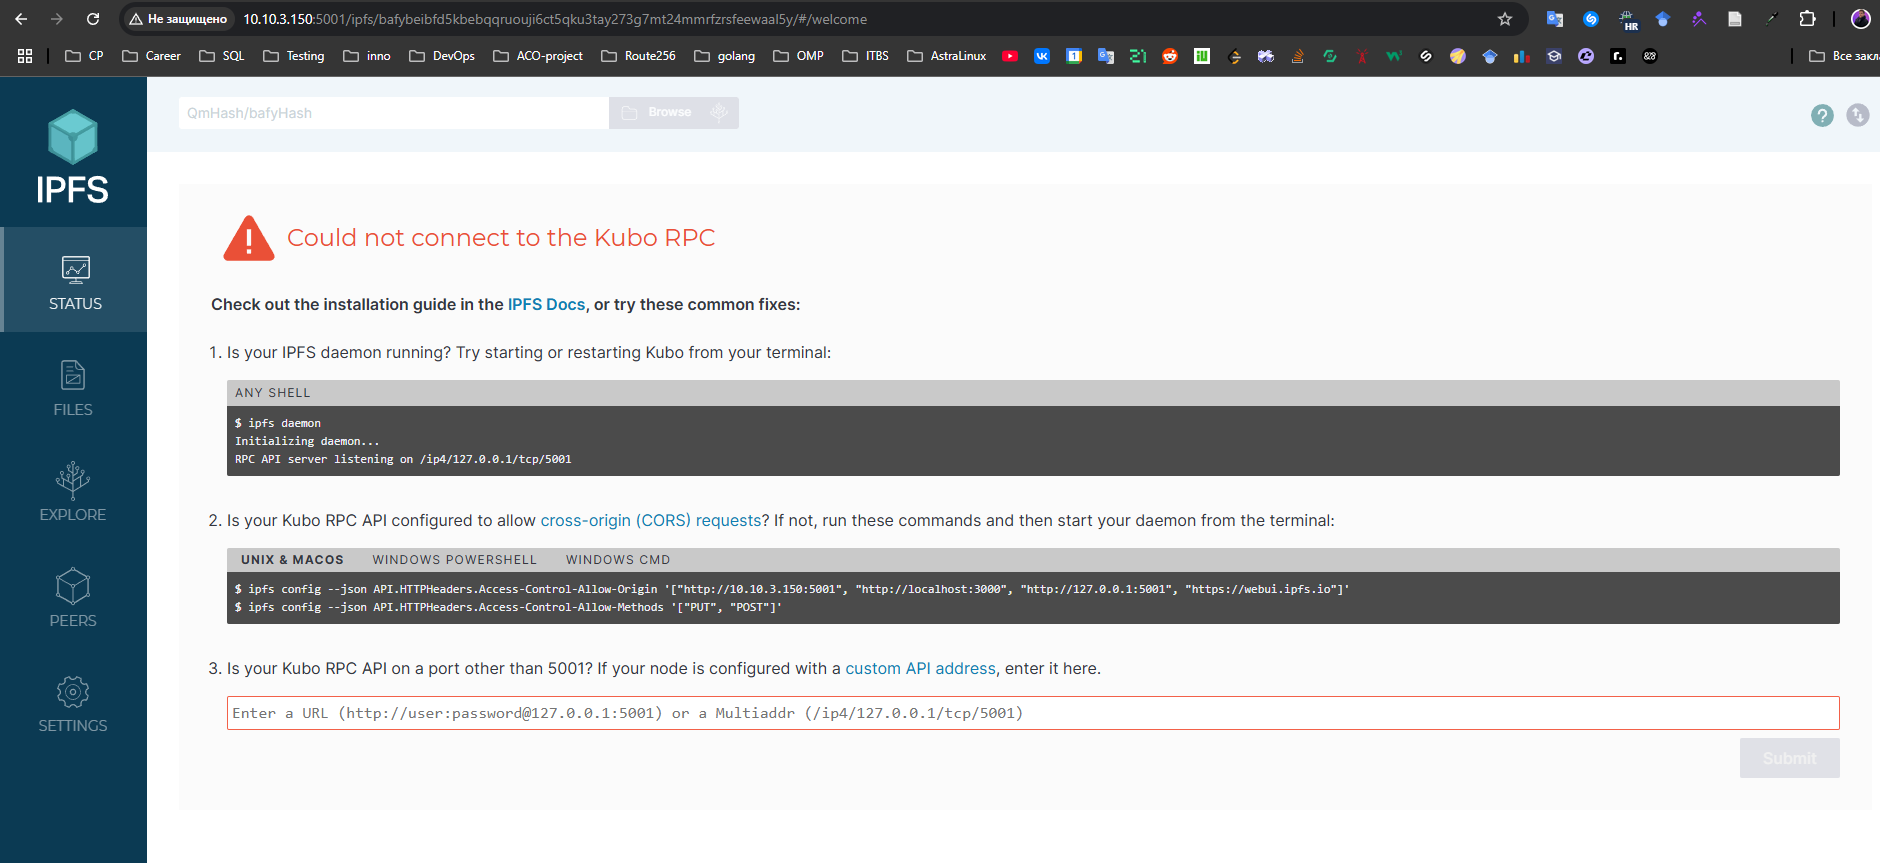 Не защищено
10.10.3.150:5001/ipfs/bafybeibfd5kbebqqruouji6ct5qku3tay273g7mt24mmrfzrsfeewaal5y/#/welcome
HR
CP
Career
SQL
Testing
inno
DevOps
ACO-project
Route256
golang
OMP
ITBS
AstraLinux
Все закла
IPFS
QmHash/bafyHash
Browse
STATUS
FILES
EXPLORE
PEERS
SETTINGS
Could not connect to the Kubo RPC
Check out the installation guide in the IPFS Docs, or try these common fixes:
1. Is your IPFS daemon running? Try starting or restarting Kubo from your terminal:
ANY SHELL
$ ipfs daemon
Initializing daemon...
RPC API server listening on /ip4/127.0.0.1/tcp/5001
2. Is your Kubo RPC API configured to allow cross-origin (CORS) requests? If not, run these commands and then start your daemon from the terminal:
UNIX & MACOS WINDOWS POWERSHELL WINDOWS CMD
$ ipfs config --json API.HTTPHeaders.Access-Control-Allow-Origin '["http://10.10.3.150:5001", "http://localhost:3000", "http://127.0.0.1:5001", "https://webui.ipfs.io"]'
$ ipfs config --json API.HTTPHeaders.Access-Control-Allow-Methods '["PUT", "POST"]'
3. Is your Kubo RPC API on a port other than 5001? If your node is configured with a custom API address, enter it here.
Enter a URL (http://user:password@127.0.0.1:5001) or a Multiaddr (/ip4/127.0.0.1/tcp/5001)
Submit